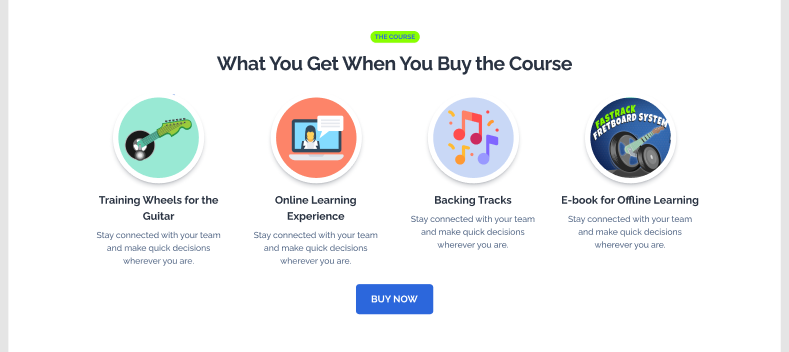 THE COURSE
What You Get When You Buy the Course
FASTRACK
FRETBOARD SYSTEM
Training Wheels for the
Guitar
Stay connected with your team
and make quick decisions
wherever you are.
Online Learning
Experience
Stay connected with your team
and make quick decisions
wherever you are.
Backing Tracks
Stay connected with your team
and make quick decisions
wherever you are.
E-book for Offline Learning
Stay connected with your team
and make quick decisions
wherever you are.
BUY NOW